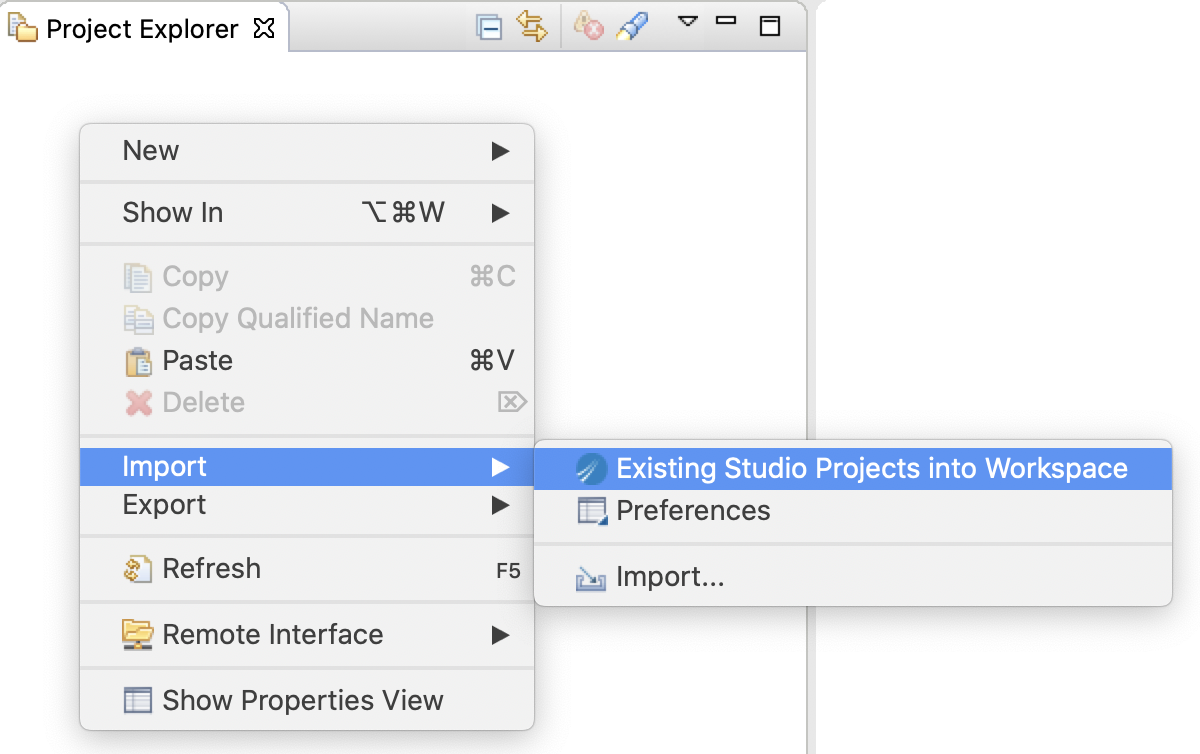 Project Explorer
New
Show In ⌥⌘W
Copy ⌘C
Copy Qualified Name
Paste ⌘V
Delete ⌦
Import
Export
Refresh F5
Remote Interface
Show Properties View
Existing Studio Projects into Workspace
Preferences
Import...